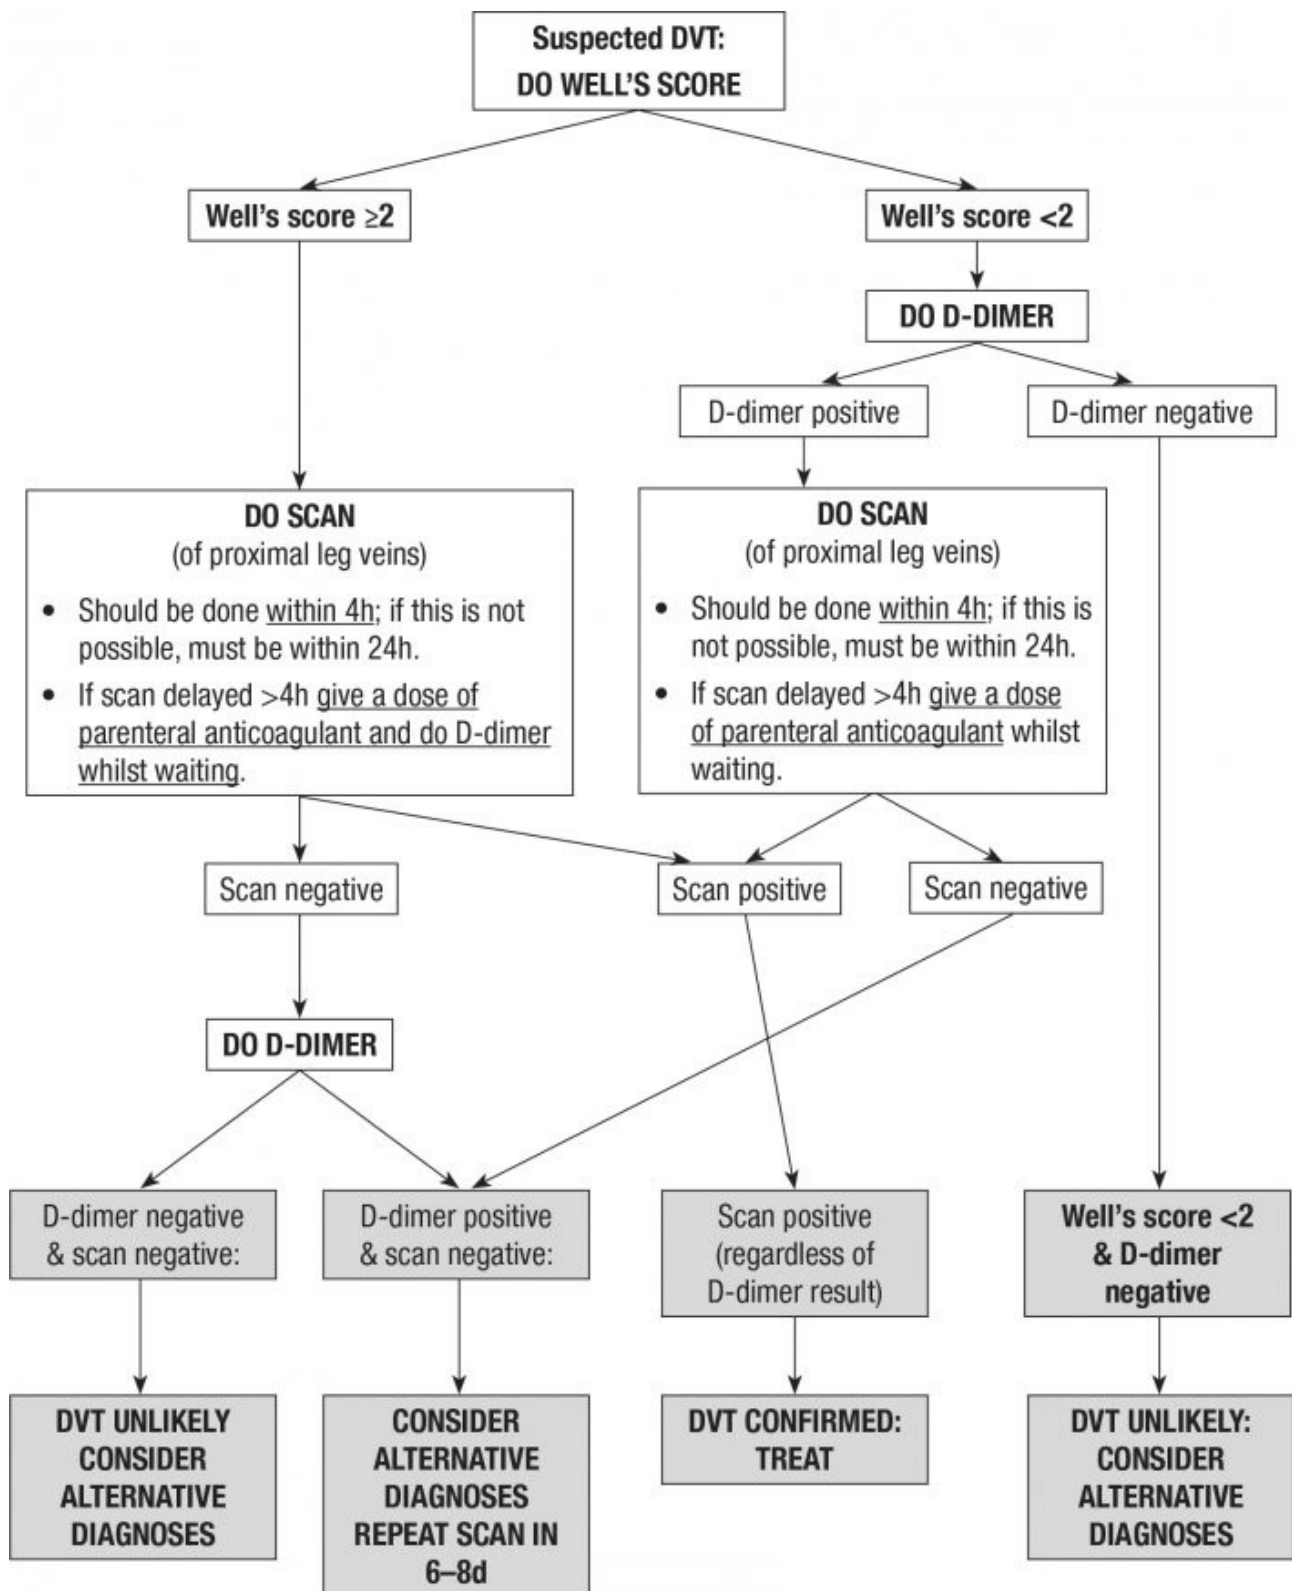 Suspected DVT:
DO WELL’S SCORE
Well’s score ≥2
Well’s score <2
DO D-DIMER
D-dimer positive
D-dimer negative
DO SCAN
(of proximal leg veins)
• Should be done within 4h; if this is not
possible, must be within 24h.
• If scan delayed >4h give a dose of
parenteral anticoagulant and do D-dimer
whilst waiting.
DO SCAN
(of proximal leg veins)
• Should be done within 4h; if this is
not possible, must be within 24h.
• If scan delayed >4h give a dose
of parenteral anticoagulant whilst
waiting.
Scan negative
Scan positive
Scan negative
DO D-DIMER
D-dimer negative
& scan negative:
D-dimer positive
& scan negative:
Scan positive
(regardless of
D-dimer result)
Well’s score <2
& D-dimer
negative
DVT UNLIKELY
CONSIDER
ALTERNATIVE
DIAGNOSES
CONSIDER
ALTERNATIVE
DIAGNOSES
REPEAT SCAN IN
6–8d
DVT CONFIRMED:
TREAT
DVT UNLIKELY:
CONSIDER
ALTERNATIVE
DIAGNOSES